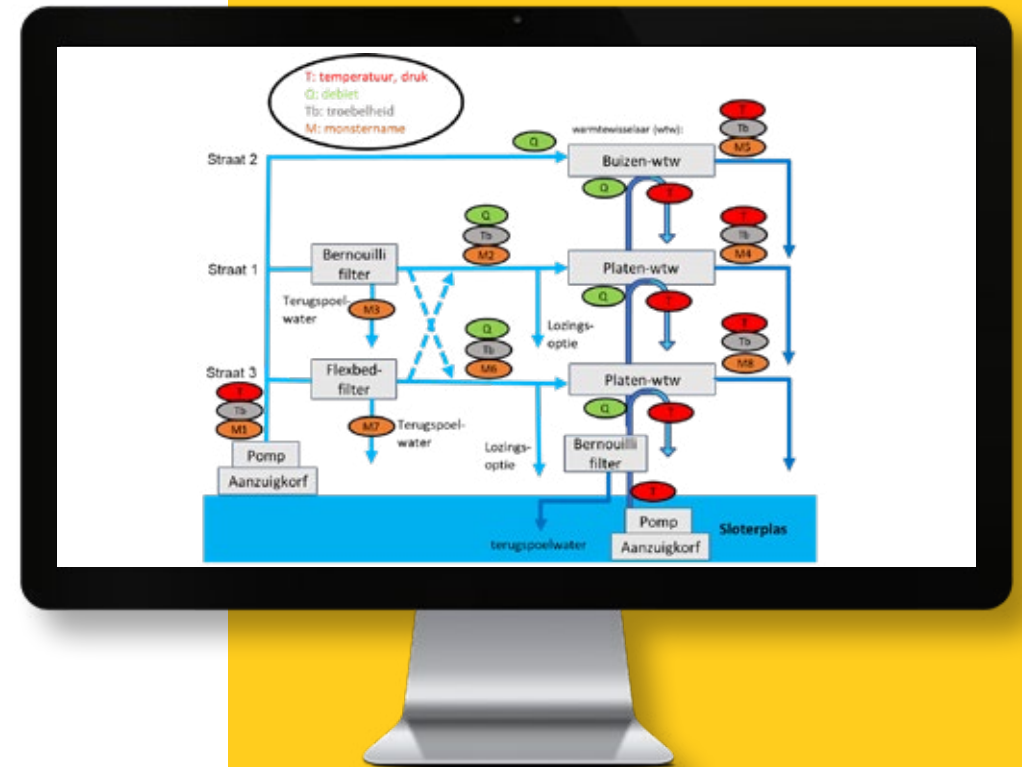 T: temperatuur, druk
Q: debiet
Tb: troebelheid
M: monstername
warmtewisselaar (wtw):
T
Tb
M5
Straat 2
Q
Buizen-wtw
Q
T
Q
Tb
M2
T
Tb
M4
Straat 1
Bernouilli
filter
Platen-wtw
Q
T
Terugspoel-
water
M3
Lozings-
optie
Q
Tb
M6
T
Tb
M8
Straat 3
Flexbed-
filter
Platen-wtw
Q
T
T
Tb
M1
M7
Terugspoel-
water
Lozings-
optie
Bernouilli
filter
Pomp
Aanzuigkorf
T
Pomp
Aanzuigkorf
Sloterplas
terugspoelwater